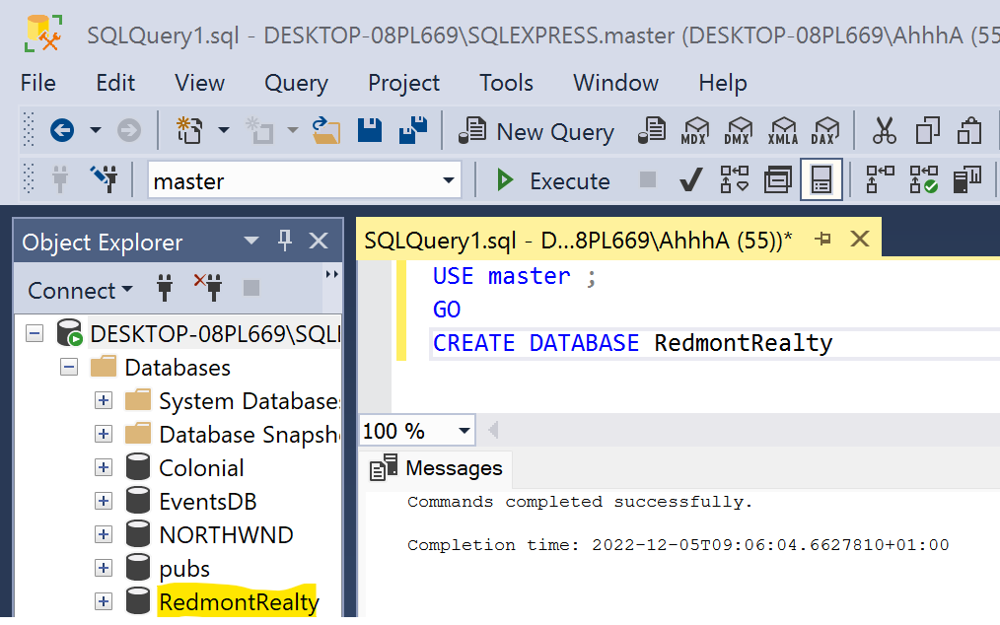 SQLQuery1.sql - DESKTOP-08PL669\SQLEXPRESS.master (DESKTOP-08PL669\AhhhA (55
File Edit View Query Project Tools Window Help
New Query MDX DMX XMLA DAX
master Execute
Object Explorer
SQLQuery1.sql - D...8PL669\AhhhA (55))*
Connect
DESKTOP-08PL669\SQLI
Databases
System Databases
Database Snapsh
Colonial
EventsDB
NORTHWND
pubs
RedmontRealty
USE master ;
GO
CREATE DATABASE RedmontRealty
100 %
Messages
Commands completed successfully.
Completion time: 2022-12-05T09:06:04.6627810+01:00